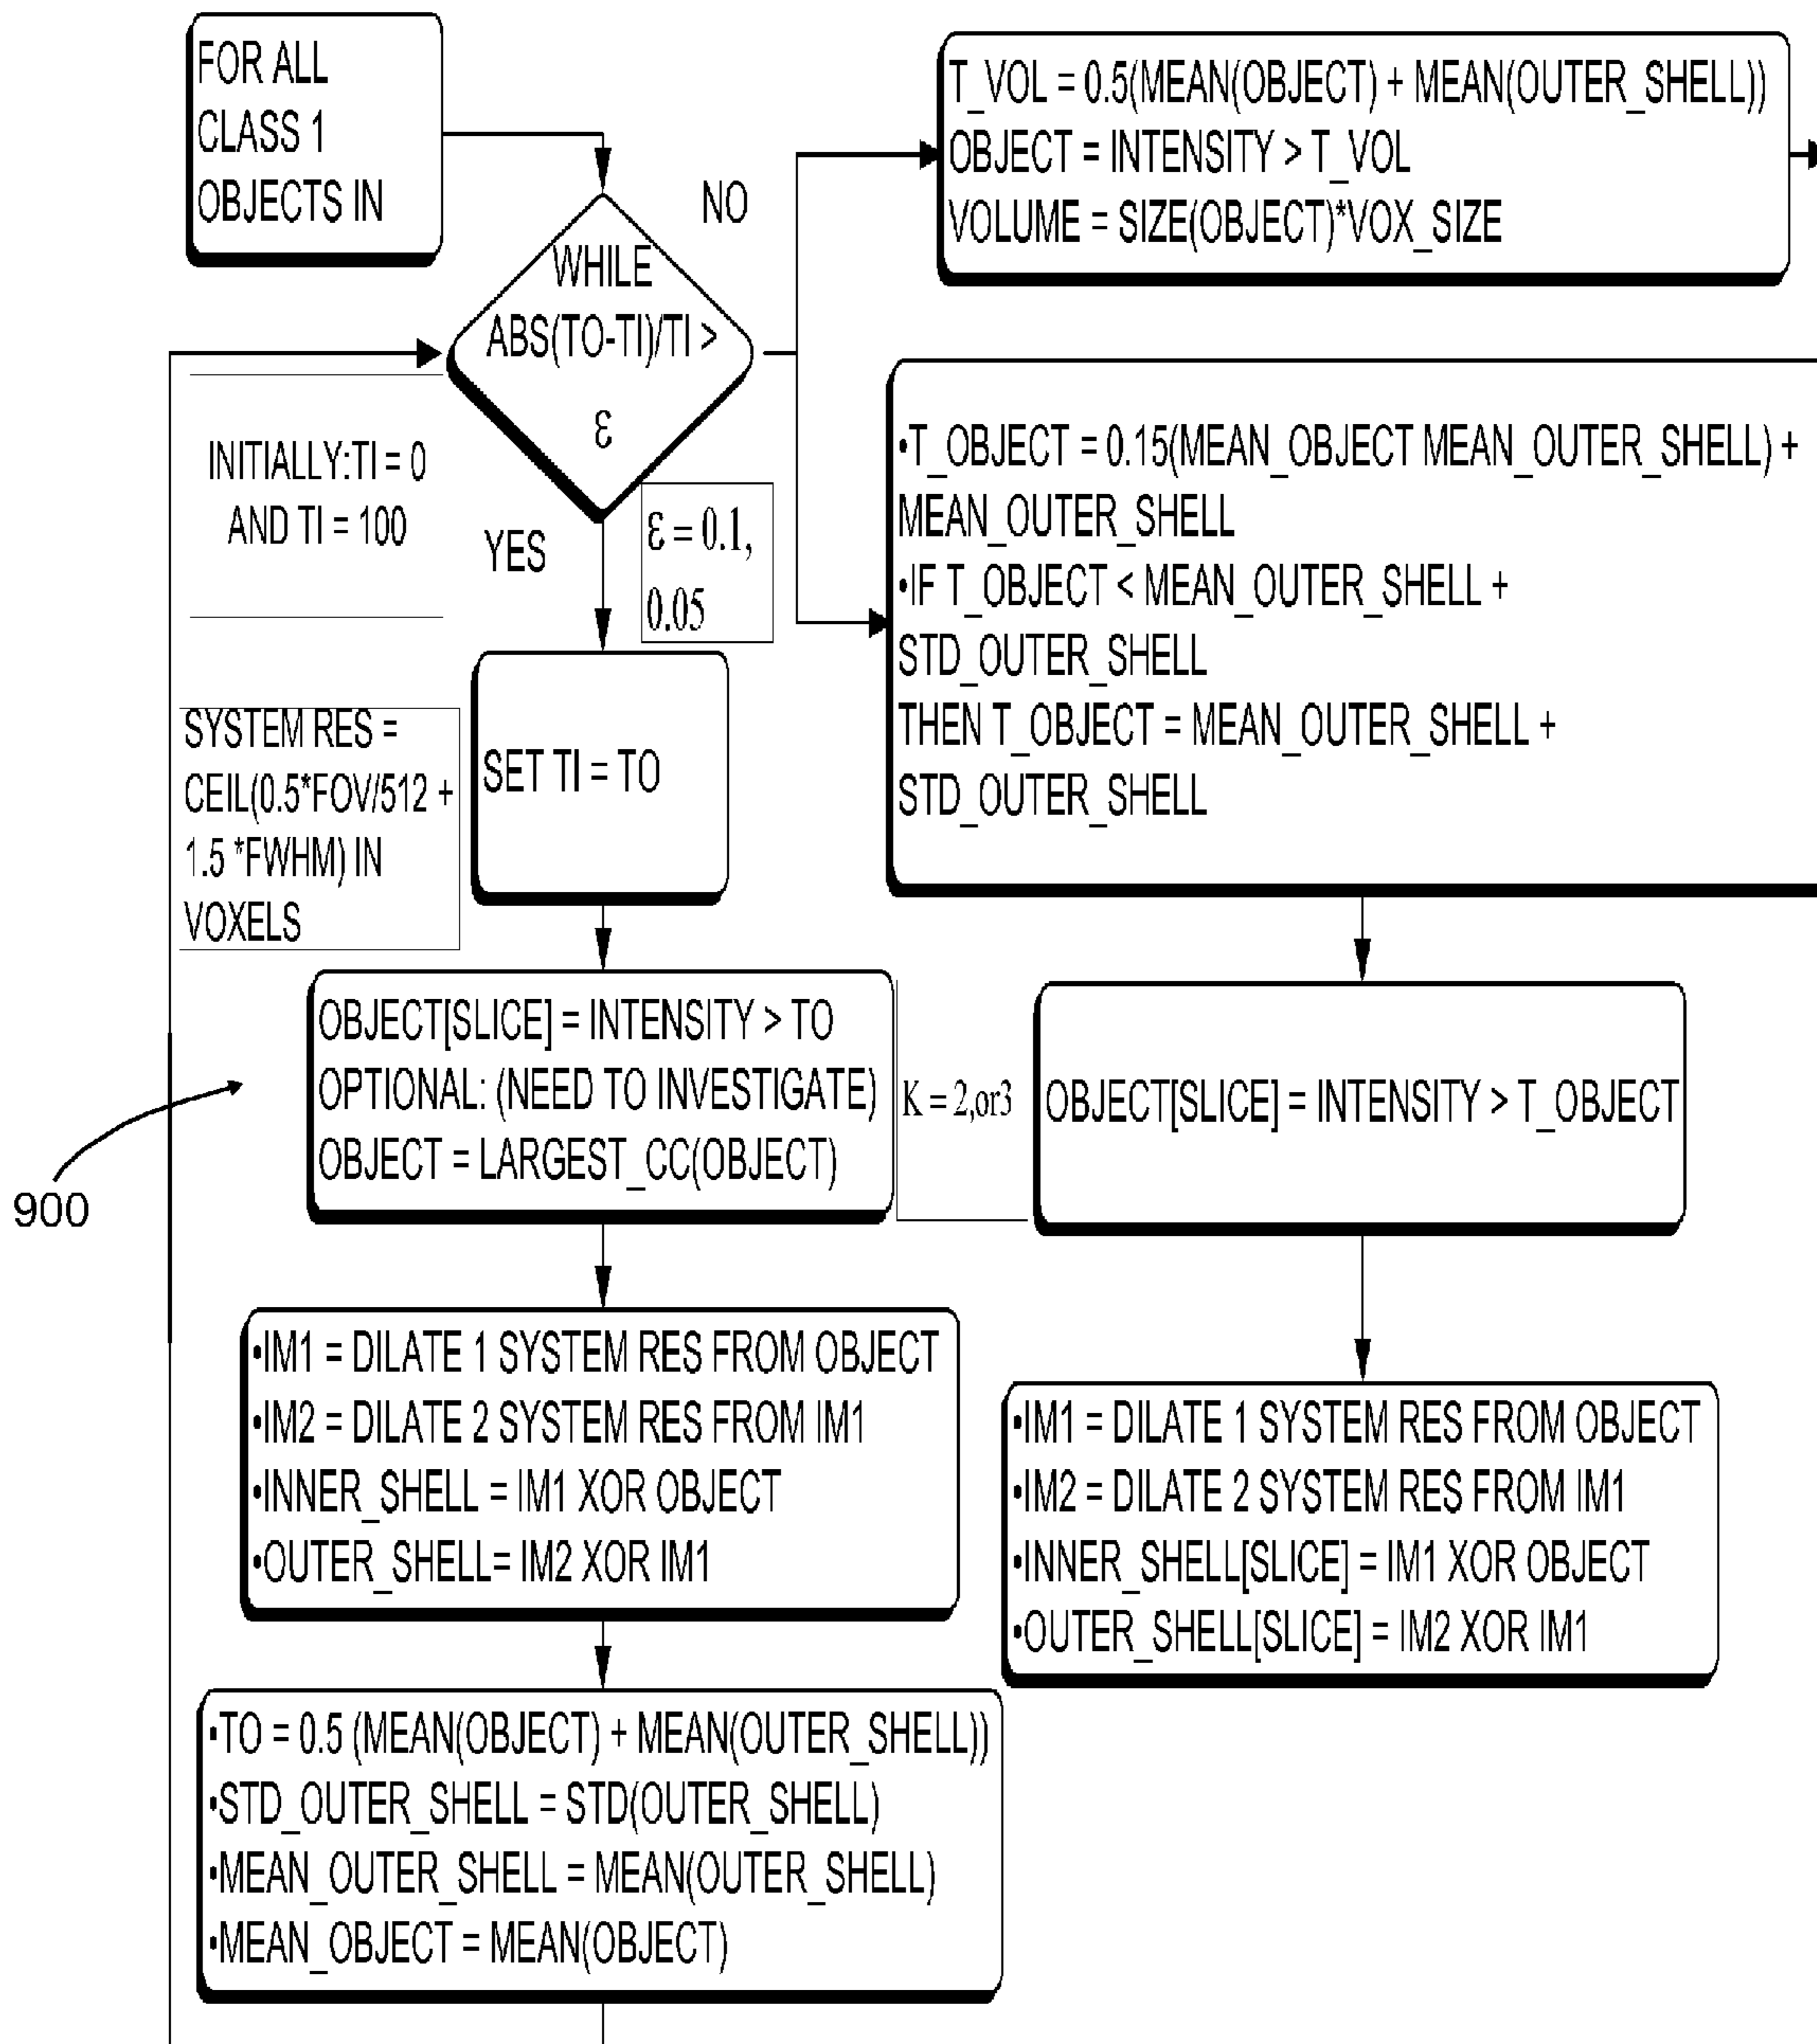 FOR ALL
CLASS 1
OBJECTS IN
WHILE
ABS(TO-TI)/TI >
ε
NO
YES
T_VOL = 0.5(MEAN(OBJECT) + MEAN(OUTER_SHELL))
OBJECT = INTENSITY > T_VOL
VOLUME = SIZE(OBJECT)*VOX_SIZE
INITIALLY:TI = 0
AND TI = 100
ε = 0.1,
0.05
•T_OBJECT = 0.15(MEAN_OBJECT MEAN_OUTER_SHELL) +
MEAN_OUTER_SHELL
•IF T_OBJECT < MEAN_OUTER_SHELL +
STD_OUTER_SHELL
THEN T_OBJECT = MEAN_OUTER_SHELL +
STD_OUTER_SHELL
SYSTEM RES =
CEIL(0.5*FOV/512 +
1.5 *FWHM) IN
VOXELS
SET TI = TO
OBJECT[SLICE] = INTENSITY > TO
OPTIONAL: (NEED TO INVESTIGATE)
OBJECT = LARGEST_CC(OBJECT)
K = 2,or3
OBJECT[SLICE] = INTENSITY > T_OBJECT
900
•IM1 = DILATE 1 SYSTEM RES FROM OBJECT
•IM2 = DILATE 2 SYSTEM RES FROM IM1
•INNER_SHELL = IM1 XOR OBJECT
•OUTER_SHELL= IM2 XOR IM1
•IM1 = DILATE 1 SYSTEM RES FROM OBJECT
•IM2 = DILATE 2 SYSTEM RES FROM IM1
•INNER_SHELL[SLICE] = IM1 XOR OBJECT
•OUTER_SHELL[SLICE] = IM2 XOR IM1
•TO = 0.5 (MEAN(OBJECT) + MEAN(OUTER_SHELL))
•STD_OUTER_SHELL = STD(OUTER_SHELL)
•MEAN_OUTER_SHELL = MEAN(OUTER_SHELL)
•MEAN_OBJECT = MEAN(OBJECT)